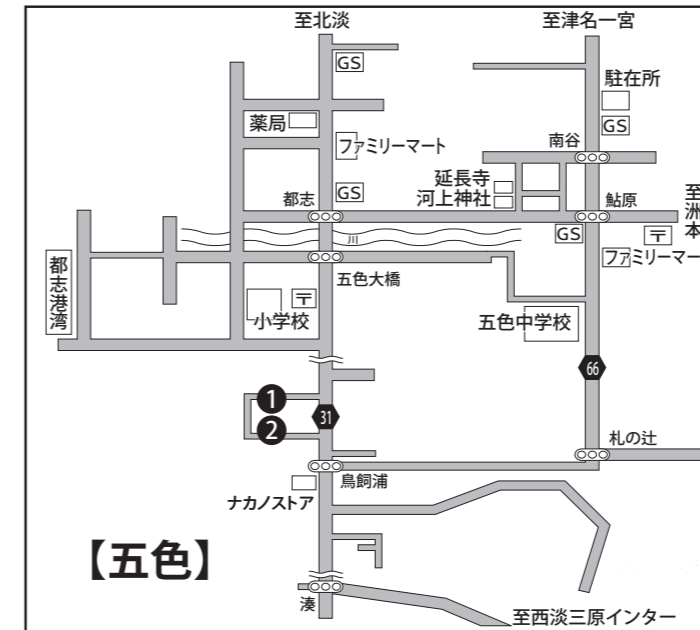 至北淡
至津名一宮
GS
駐在所
薬局
GS
ファミリーマート
南谷
延長寺
河上神社
都志
GS
鮎原
至洲本
川
GS
〒
ファミリーマー
都志港湾
五色大橋
〒
小学校
五色中学校
66
1
31
2
札の辻
鳥飼浦
ナカノストア
【五色】
湊
至西淡三原インター